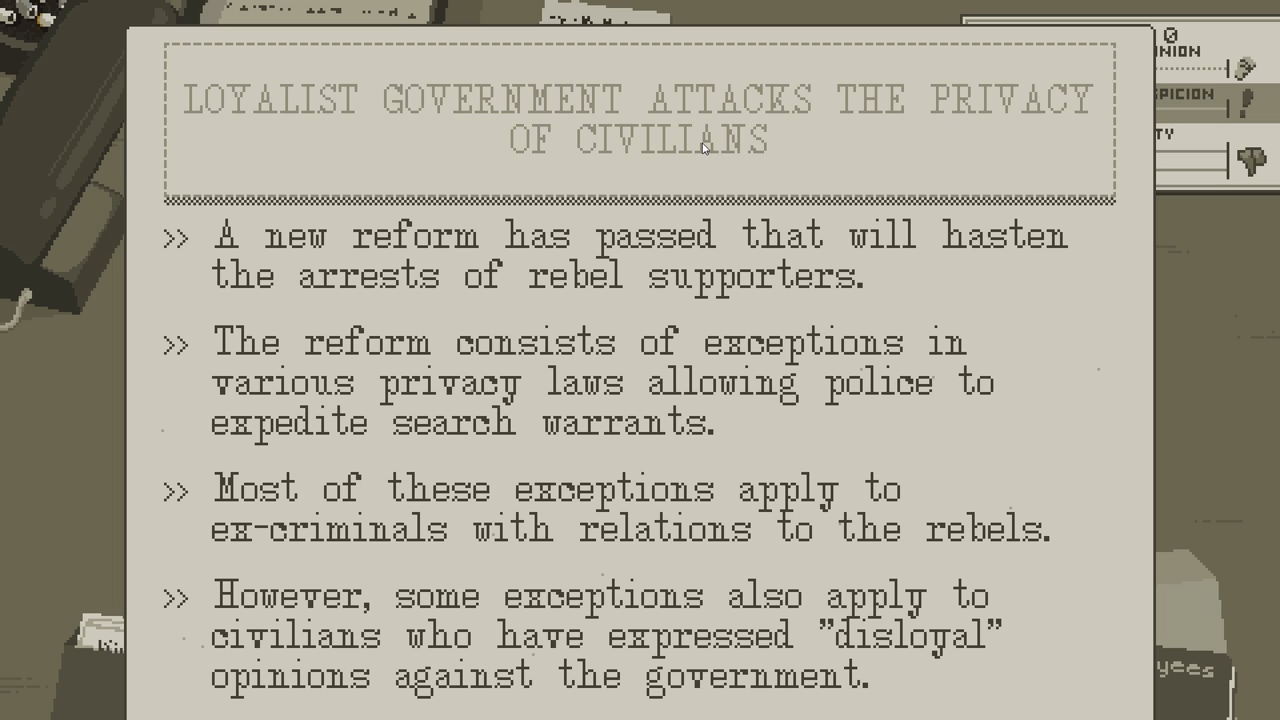 0
LOYALIST GOVERNMENT ATTACKS THE PRIVACY
OF CIVILIANS
>> A new reform has passed that will hasten
the arrests of rebel supporters.
>> The reform consists of exceptions in
various privacy laws allowing police to
expedite search warrants.
>> Most of these exceptions apply to
ex-criminals with relations to the rebels.
>> However, some exceptions also apply to
civilians who have expressed "disloyal"
opinions against the government.